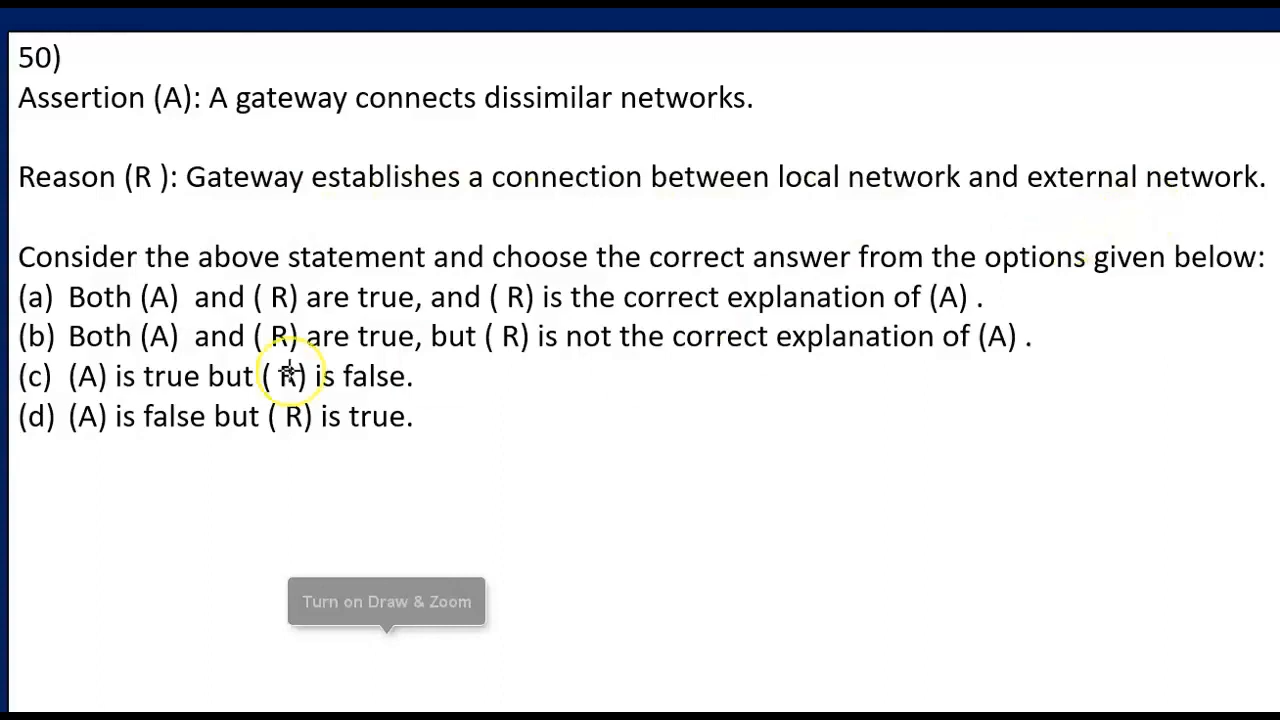 50)
Assertion (A): A gateway connects dissimilar networks.
Reason (R ): Gateway establishes a connection between local network and external network.
Consider the above statement and choose the correct answer from the options given below:
(a) Both (A) and ( R) are true, and ( R) is the correct explanation of (A) .
(b) Both (A) and ( R) are true, but ( R) is not the correct explanation of (A) .
(c) (A) is true but ( R) is false.
(d) (A) is false but ( R) is true.
Turn on Draw & Zoom